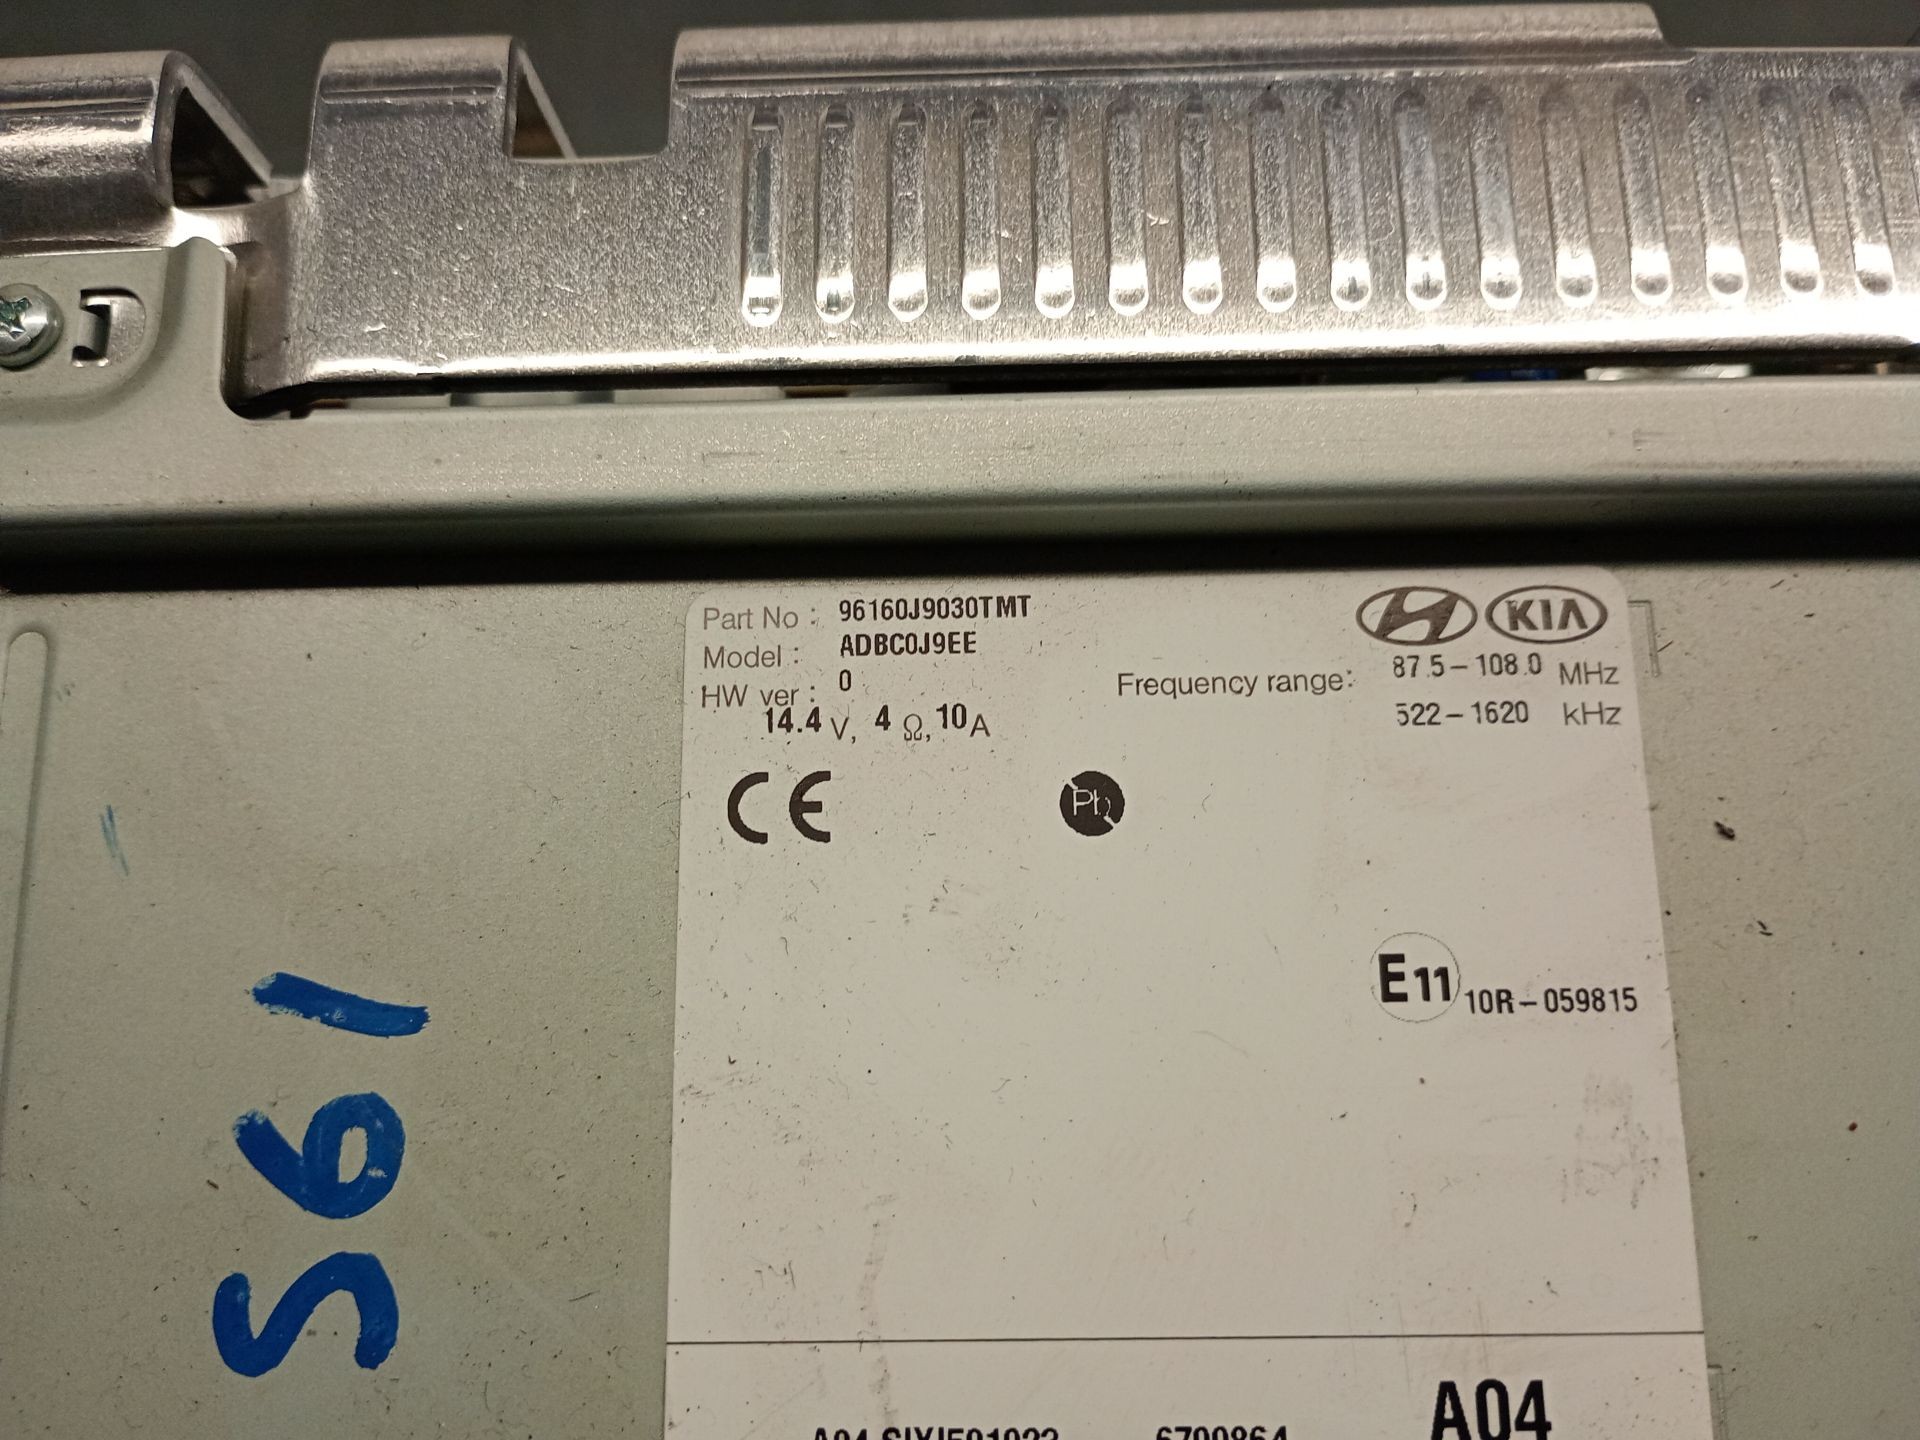 Part No : 96160J9030TMT
Model : ADBC0J9EE
HW ver : 0
14.4 V, 4 Ω, 10 A
KIA
Frequency range: 87.5-108.0 MHz
522-1620 kHz
CE
Pb
E11 10R-059815
S61
A04